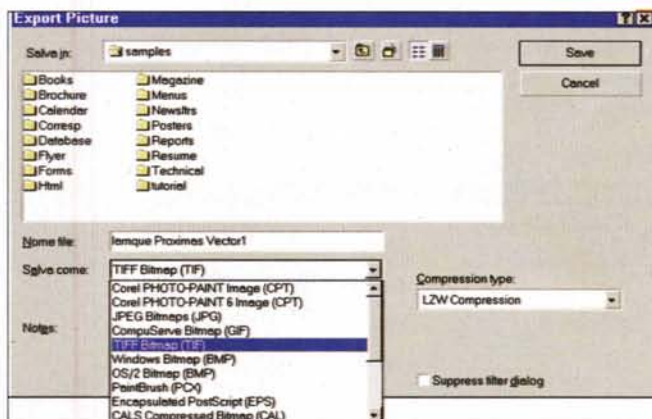 Export Picture
Salva in:
samples
Save
Cancel
Books
Brochure
Calendar
Corresp
Database
Flyer
Forms
Html
Magazine
Menus
Newsltrs
Posters
Reports
Resume
Technical
tutorial
Nome file:
Iamque Proximas Vector1
Salva come:
TIFF Bitmap (TIF)
Corel PHOTO-PAINT Image (CPT)
Corel PHOTO-PAINT 6 Image (CPT)
JPEG Bitmaps (JPG)
CompuServe Bitmap (GIF)
TIFF Bitmap (TIF)
Windows Bitmap (BMP)
OS/2 Bitmap (BMP)
PaintBrush (PCX)
Encapsulated PostScript (EPS)
CALS Compressed Bitmap (CAL)
Notes:
Compression type:
LZW Compression
Suppress filter dialog